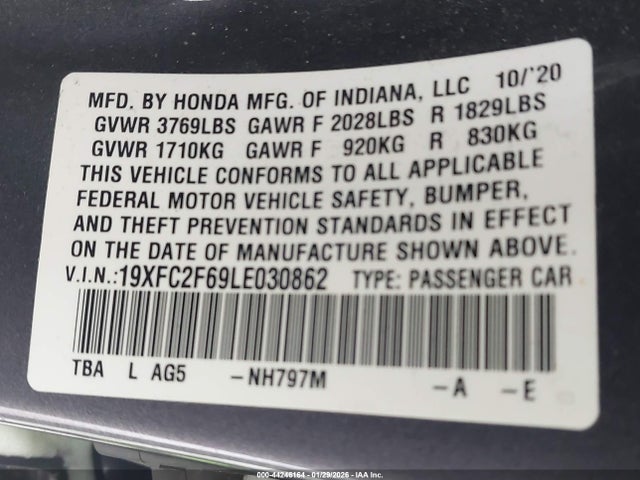 MFD. BY HONDA MFG. OF INDIANA, LLC 10/'20
GVWR 3769LBS GAWR F 2028LBS R 1829LBS
GVWR 1710KG GAWR F 920KG R 830KG
THIS VEHICLE CONFORMS TO ALL APPLICABLE
FEDERAL MOTOR VEHICLE SAFETY, BUMPER,
AND THEFT PREVENTION STANDARDS IN EFFECT
ON THE DATE OF MANUFACTURE SHOWN ABOVE.
V.I.N.:19XFC2F69LE030862 TYPE: PASSENGER CAR
TBA L AG5 -NH797M -A -E
000-44246164 - 01/29/2026 - IAA Inc.